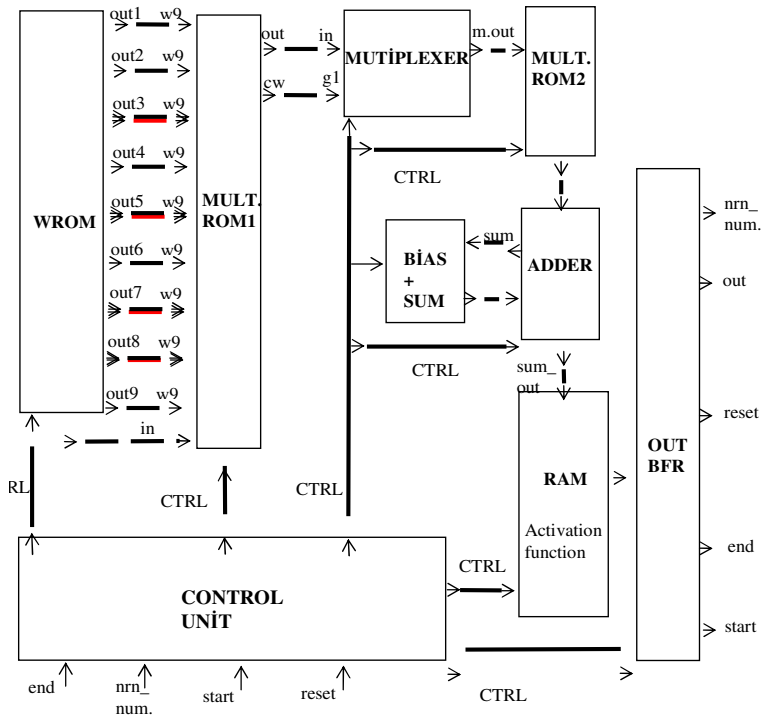 out1 w9
out2 w9
out3 w9
out4 w9
out5 w9
out6 w9
out7 w9
out8 w9
out9 w9
in
WROM
MULT.
ROM1
out in
cw g1
MUTİPLEXER
m.out
MULT.
ROM2
CTRL
BİAS
+
SUM
sum
ADDER
CTRL
sum_
out
RAM
Activation
function
OUT
BFR
nrn_
num.
out
reset
end
start
RL
CTRL
CTRL
CTRL
CONTROL
UNİT
end
nrn_
num.
start
reset
CTRL